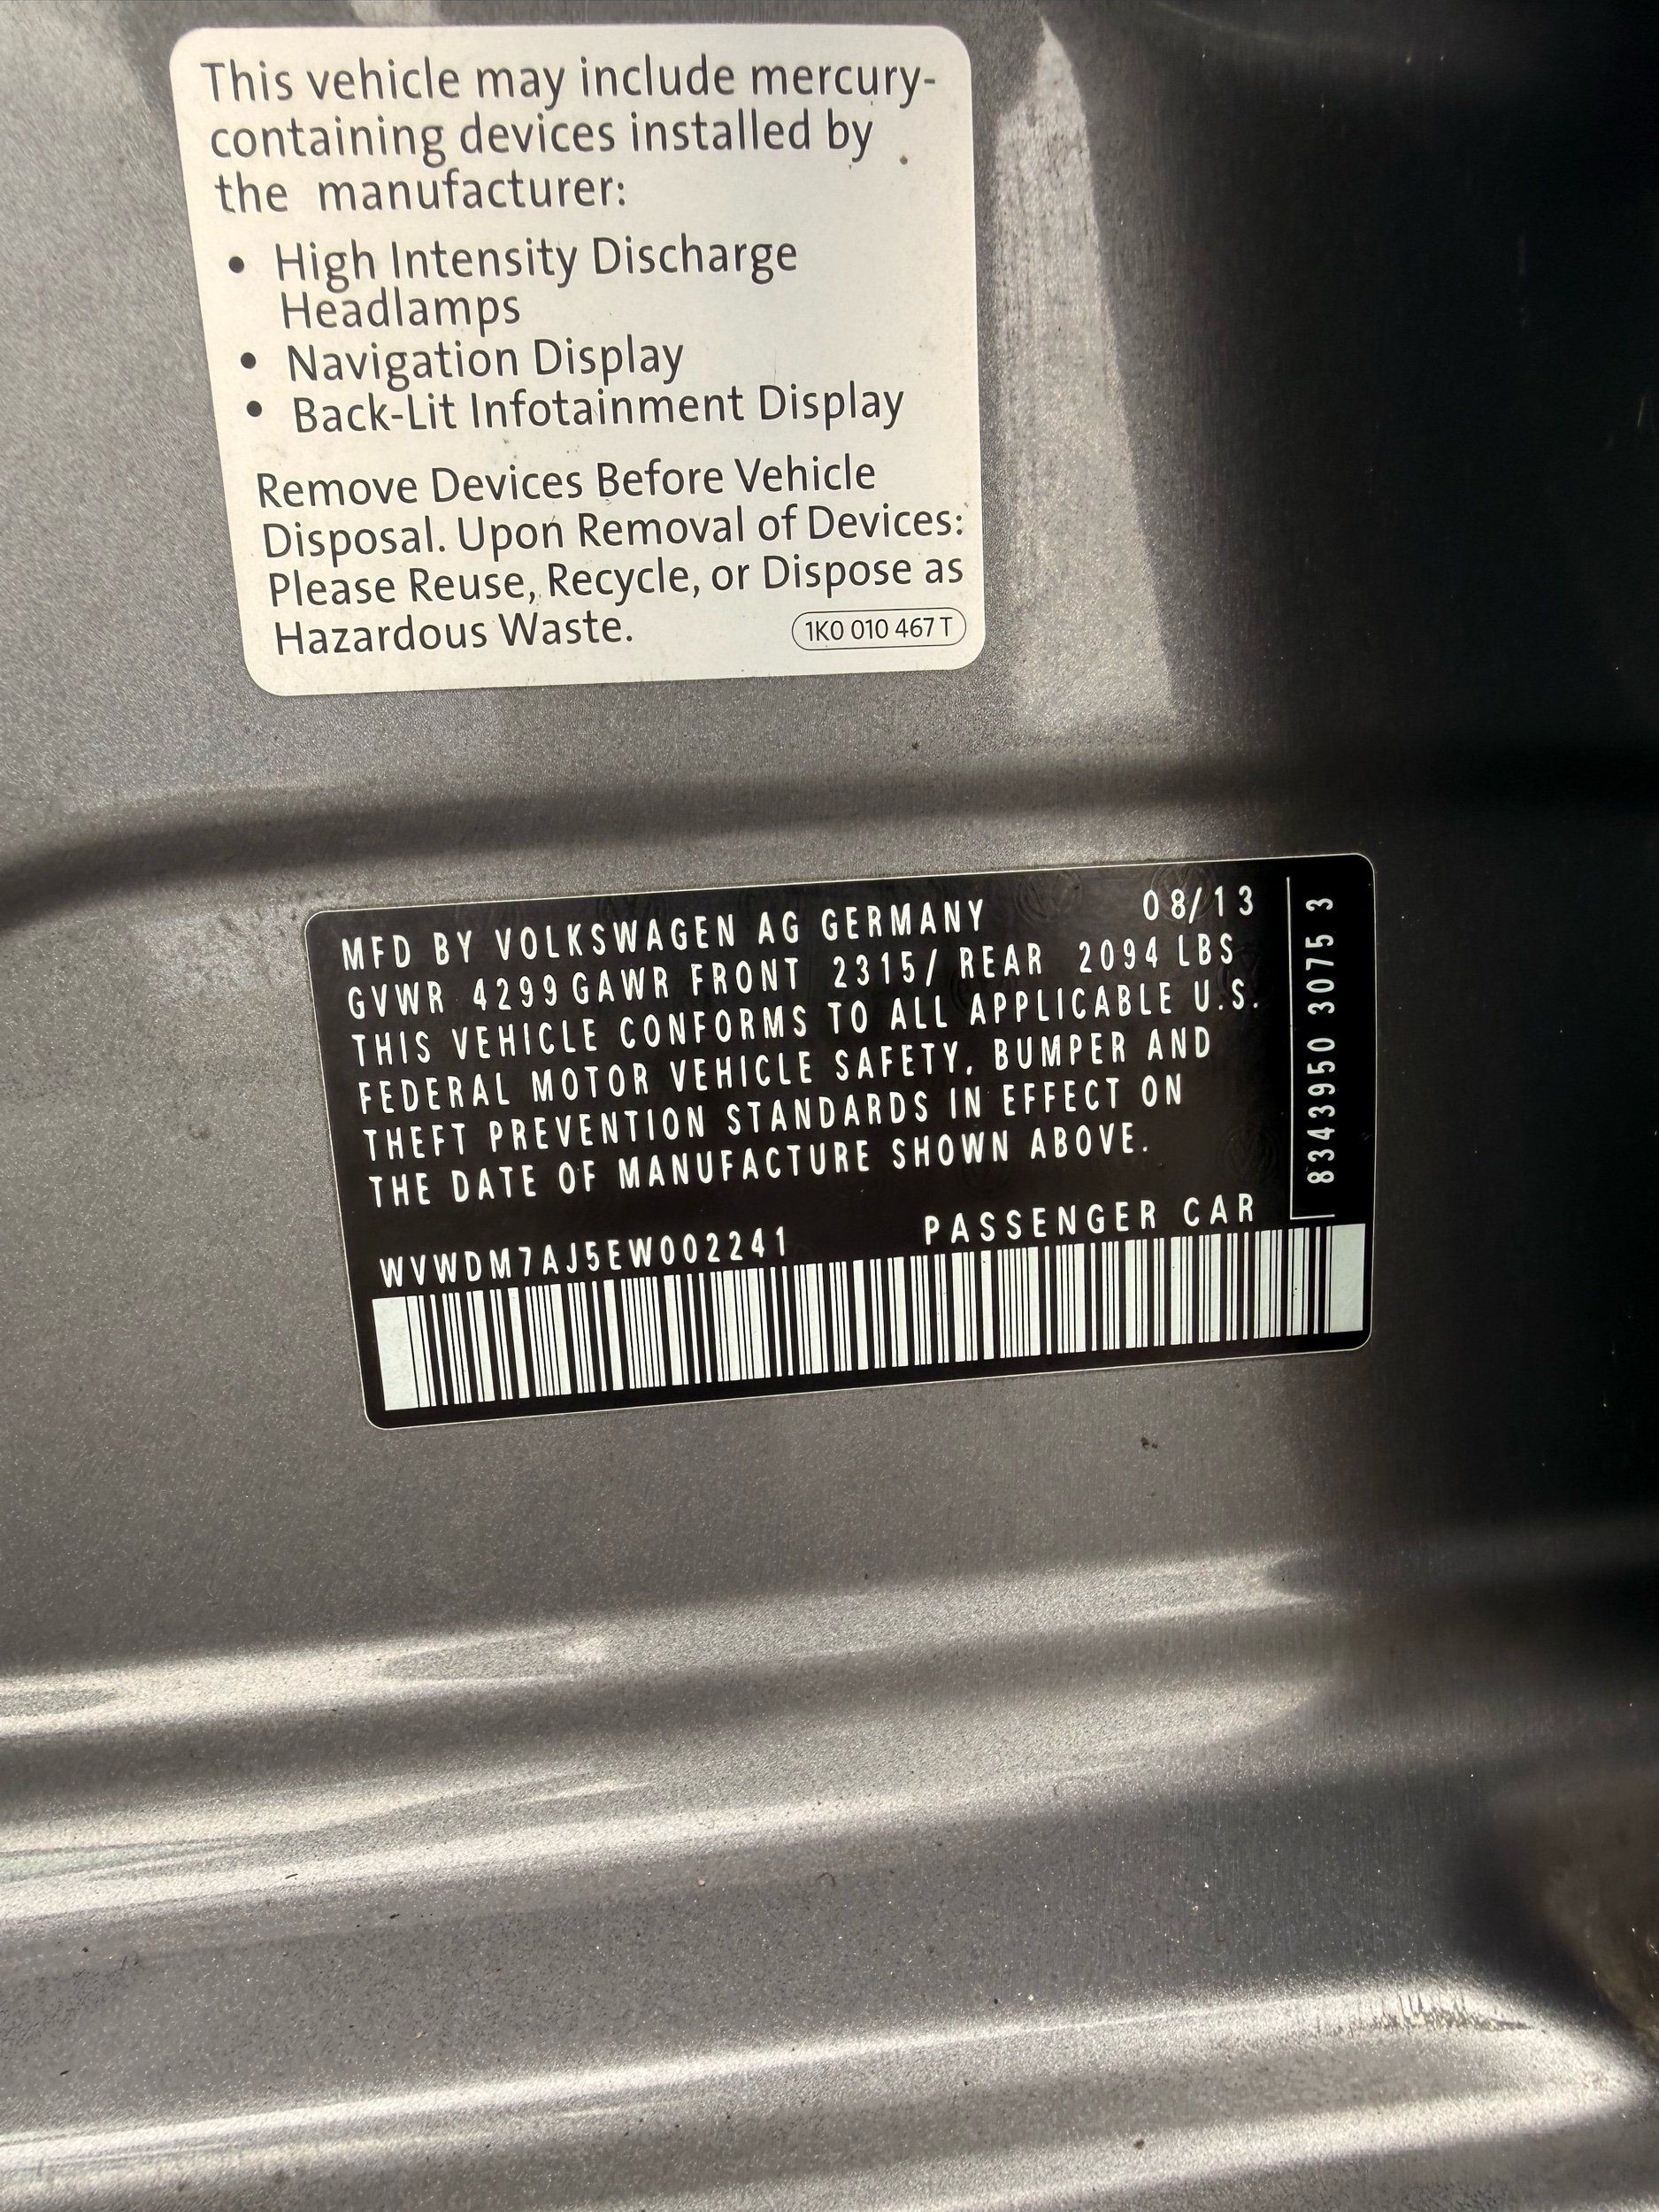 This vehicle may include mercury-
containing devices installed by
the manufacturer:
• High Intensity Discharge
Headlamps
• Navigation Display
• Back-Lit Infotainment Display
Remove Devices Before Vehicle
Disposal. Upon Removal of Devices:
Please Reuse, Recycle, or Dispose as
Hazardous Waste.
1K0 010 467 T
MFD BY VOLKSWAGEN AG GERMANY 08/13
GVWR 4299 GAWR FRONT 2315/ REAR 2094 LBS
THIS VEHICLE CONFORMS TO ALL APPLICABLE U.S.
FEDERAL MOTOR VEHICLE SAFETY, BUMPER AND
THEFT PREVENTION STANDARDS IN EFFECT ON
THE DATE OF MANUFACTURE SHOWN ABOVE.
WVWDM7AJ5EW002241 PASSENGER CAR
8343950 3075 3